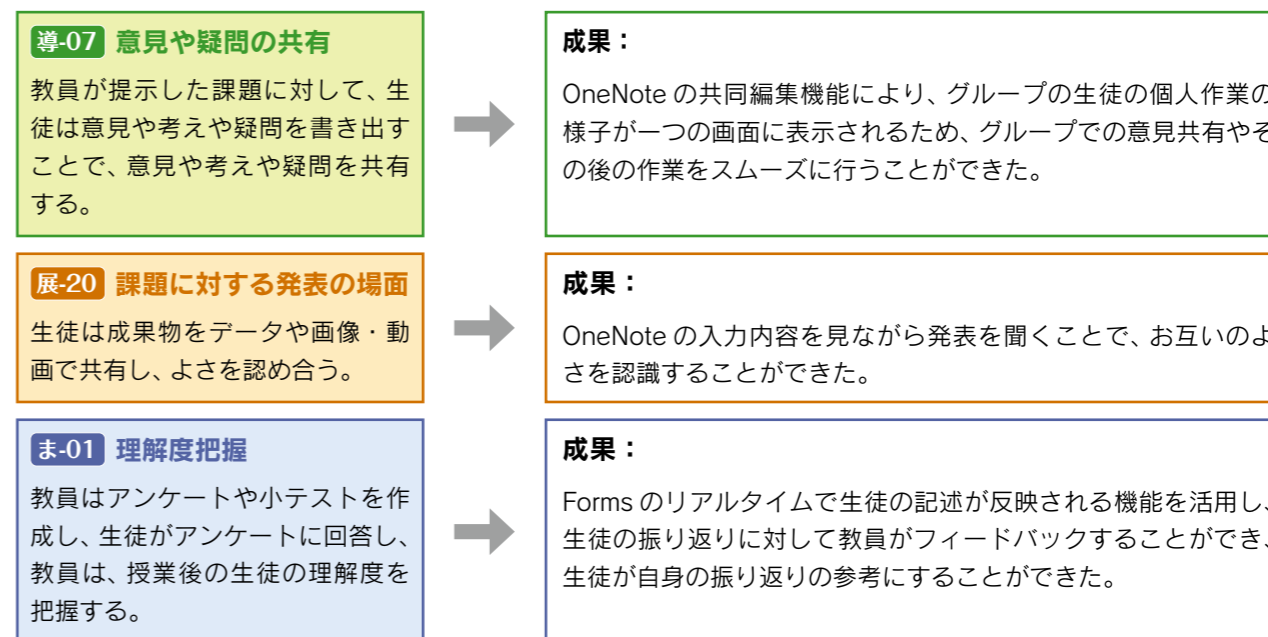 導-07 意見や疑問の共有
教員が提示した課題に対して、生
徒は意見や考えや疑問を書き出す
ことで、意見や考えや疑問を共有
する。
成果：
OneNote の共同編集機能により、グループの生徒の個人作業の
様子が一つの画面に表示されるため、グループでの意見共有やそ
の後の作業をスムーズに行うことができた。
展-20 課題に対する発表の場面
生徒は成果物をデータや画像・動
画で共有し、よさを認め合う。
成果：
OneNote の入力内容を見ながら発表を聞くことで、お互いのよ
さを認識することができた。
ま-01 理解度把握
教員はアンケートや小テストを作
成し、生徒がアンケートに回答し、
教員は、授業後の生徒の理解度を
把握する。
成果：
Forms のリアルタイムで生徒の記述が反映される機能を活用し、
生徒の振り返りに対して教員がフィードバックすることができ、
生徒が自身の振り返りの参考にすることができた。